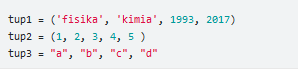 tup1 = ('fisika', 'kimia', 1993, 2017)
tup2 = (1, 2, 3, 4, 5 )
tup3 = "a", "b", "c", "d"